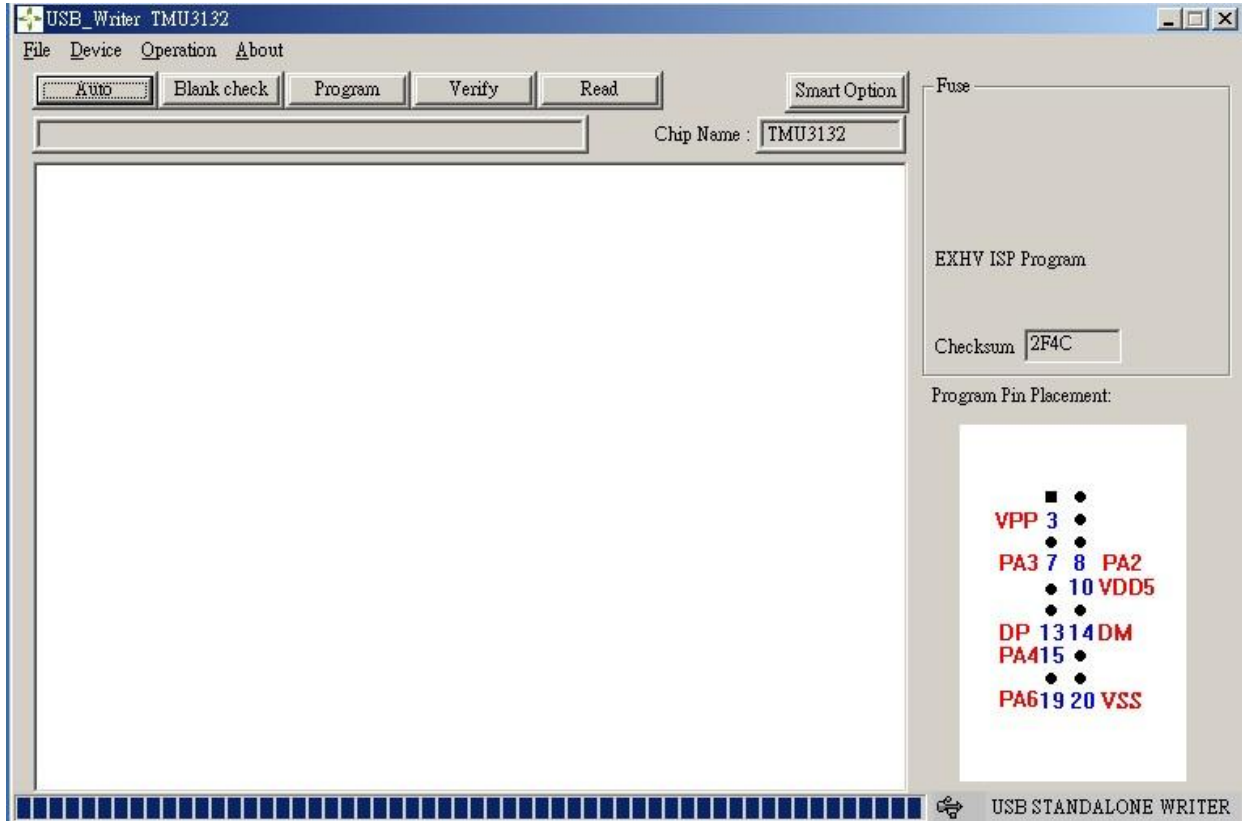 USB_Writer TMU3132
File Device Operation About
Auto Blank check Program Verify Read Smart Option
Chip Name : TMU3132
Fuse
EXHV ISP Program
Checksum 2F4C
Program Pin Placement:
VPP 3
PA3 7 8 PA2
10 VDD5
DP 13 14 DM
PA4 15
PA6 19 20 VSS
USB STANDALONE WRITER